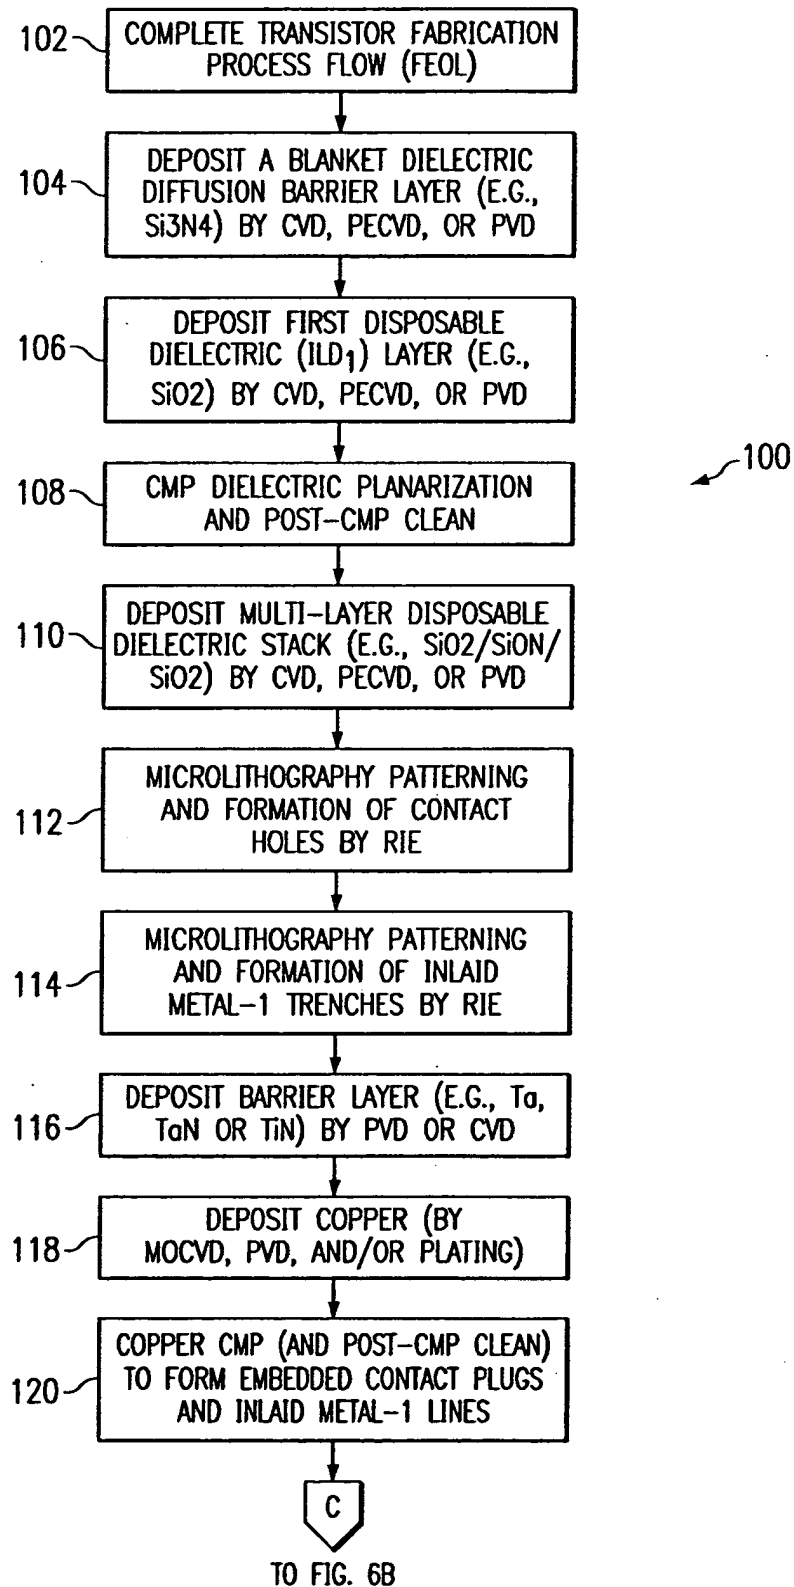 102
COMPLETE TRANSISTOR FABRICATION
PROCESS FLOW (FEOL)
104
DEPOSIT A BLANKET DIELECTRIC
DIFFUSION BARRIER LAYER (E.G.,
Si3N4) BY CVD, PECVD, OR PVD
106
DEPOSIT FIRST DISPOSABLE
DIELECTRIC (ILD1) LAYER (E.G.,
SiO2) BY CVD, PECVD, OR PVD
100
108
CMP DIELECTRIC PLANARIZATION
AND POST-CMP CLEAN
110
DEPOSIT MULTI-LAYER DISPOSABLE
DIELECTRIC STACK (E.G., SiO2/SiON/
SiO2) BY CVD, PECVD, OR PVD
112
MICROLITHOGRAPHY PATTERNING
AND FORMATION OF CONTACT
HOLES BY RIE
114
MICROLITHOGRAPHY PATTERNING
AND FORMATION OF INLAID
METAL-1 TRENCHES BY RIE
116
DEPOSIT BARRIER LAYER (E.G., Ta,
TaN OR TiN) BY PVD OR CVD
118
DEPOSIT COPPER (BY
MOCVD, PVD, AND/OR PLATING)
120
COPPER CMP (AND POST-CMP CLEAN)
TO FORM EMBEDDED CONTACT PLUGS
AND INLAID METAL-1 LINES
C
TO FIG. 6B